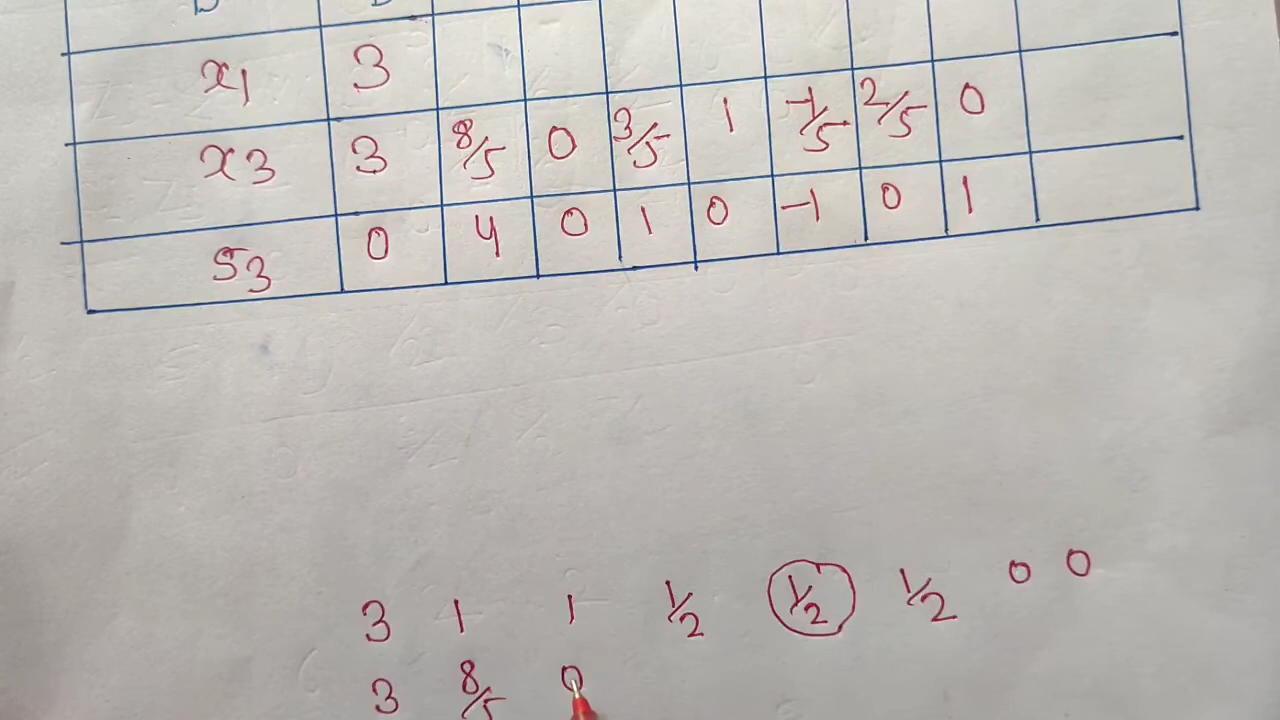 x1 3
x3 3 8/5 0 3/5 1 -1/5 2/5 0
S3 0 4 0 1 0 -1 0 1
3 1 1 1/2 1/2 1/2 0 0
3 8/5 0